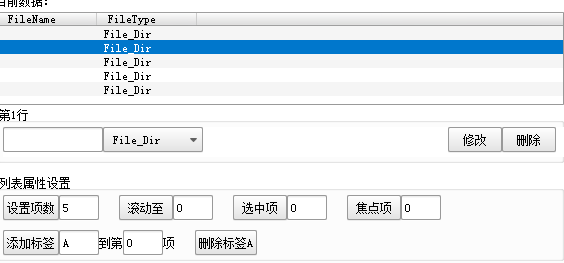 当前数据:
FileName FileType
File_Dir
File_Dir
File_Dir
File_Dir
File_Dir
第1行
File_Dir 修改 删除
列表属性设置
设置项数 5 滚动至 0 选中项 0 焦点项 0
添加标签 A 到第 0 项 删除标签A